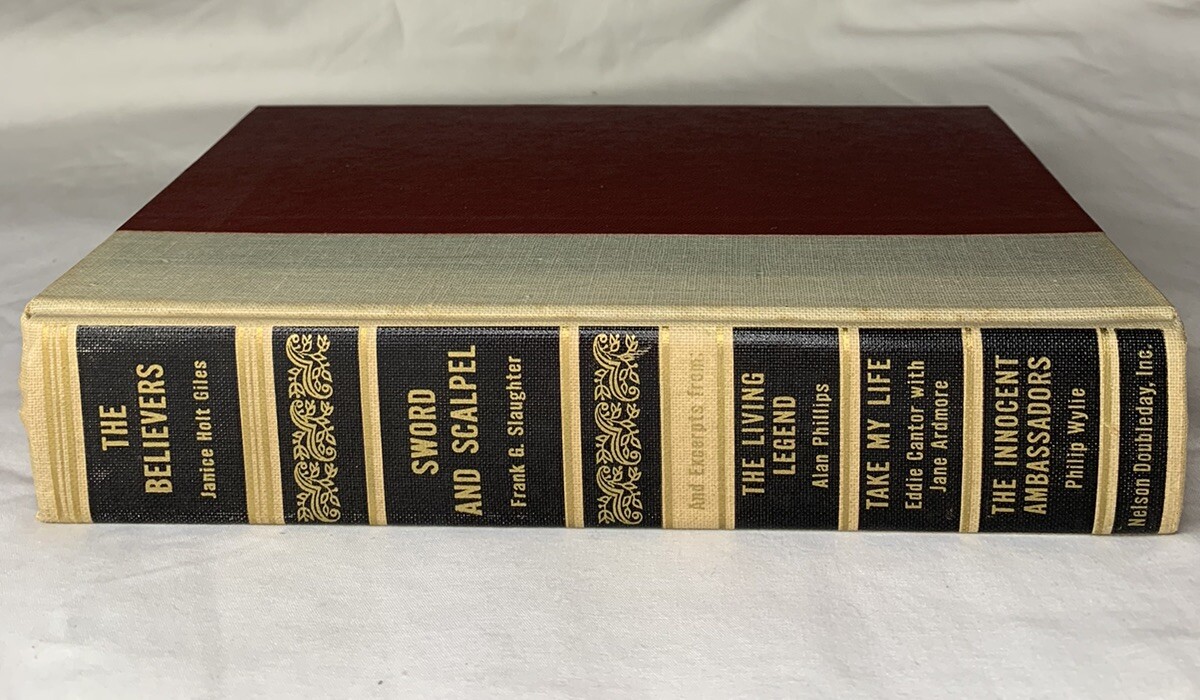 THE
BELIEVERS
Janice Holt Giles
SWORD
AND SCALPEL
Frank G. Slaughter
And Excerpts from:
THE LIVING
LEGEND
Alan Phillips
TAKE MY LIFE
Eddie Cantor with
Jane Ardmore
THE INNOCENT
AMBASSADORS
Philip Wylie
Nelson Doubleday, Inc.